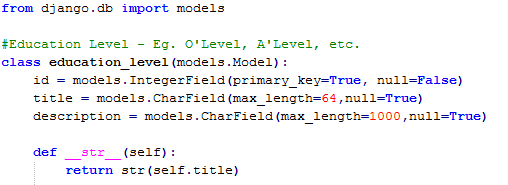 from django.db import models
#Education Level - Eg. O'Level, A'Level, etc.
class education_level(models.Model):
    id = models.IntegerField(primary_key=True, null=False)
    title = models.CharField(max_length=64,null=True)
    description = models.CharField(max_length=1000,null=True)
    def __str__(self):
        return str(self.title)